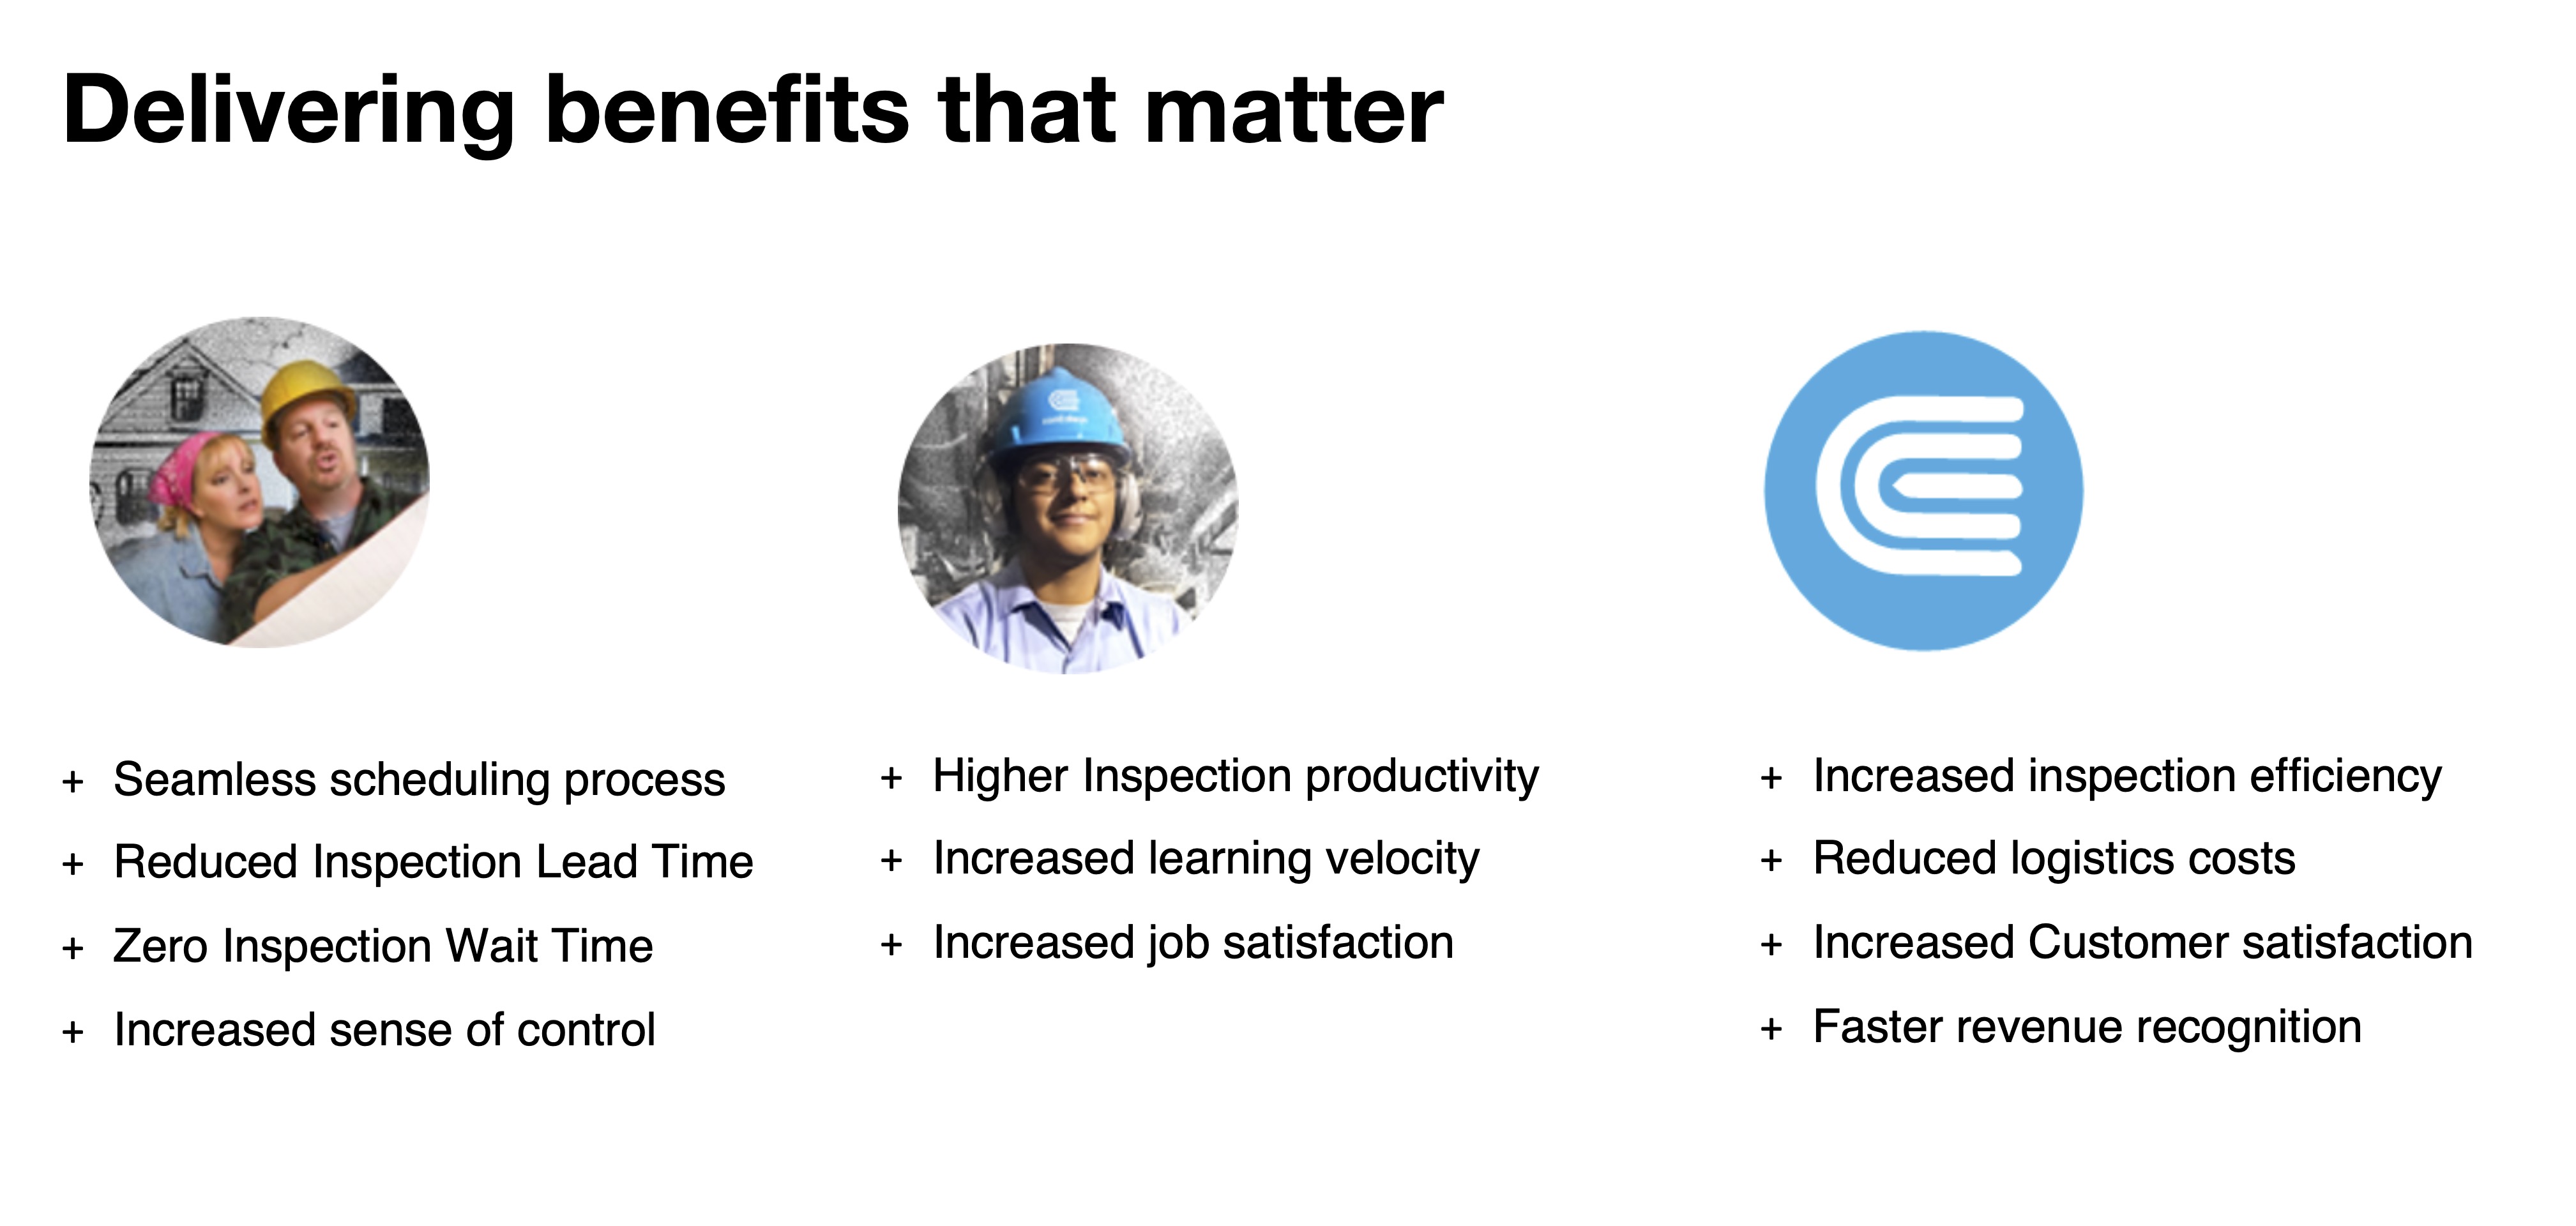 Delivering benefits that matter
+ Seamless scheduling process
+ Reduced Inspection Lead Time
+ Zero Inspection Wait Time
+ Increased sense of control
+ Higher Inspection productivity
+ Increased learning velocity
+ Increased job satisfaction
+ Increased inspection efficiency
+ Reduced logistics costs
+ Increased Customer satisfaction
+ Faster revenue recognition